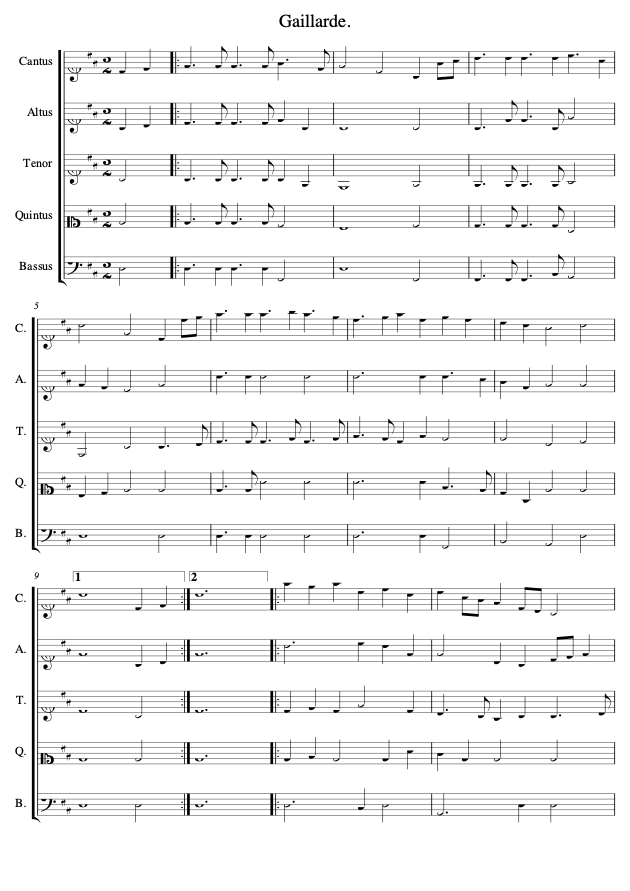 Gaillarde.
Cantus
Altus
Tenor
Quintus
Bassus
5
C.
A.
T.
Q.
B.
9
1
2
C.
A.
T.
Q.
B.